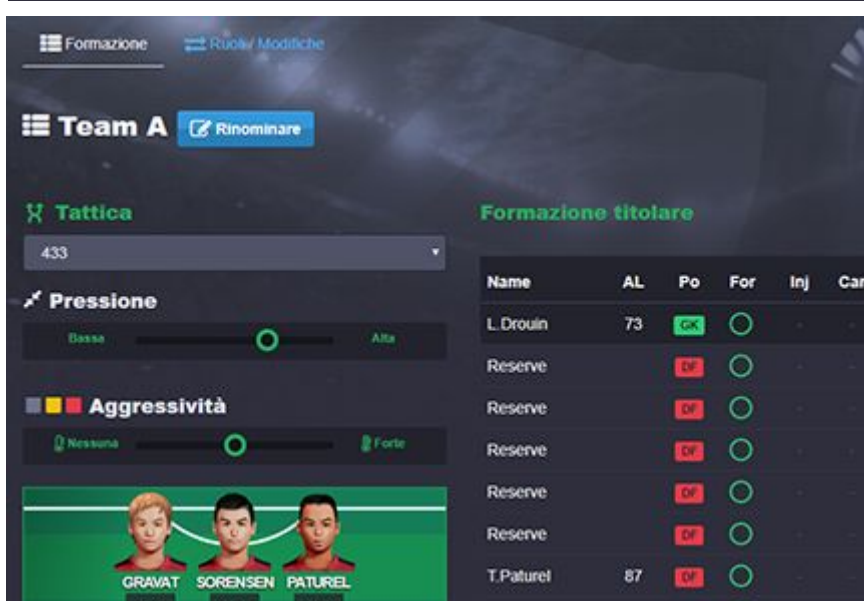 Formazione Ruoli / Modifiche
Team A Rinominare
Tattica
433
Pressione
Bassa Alta
Aggressività
Nessuna Forte
GRAVAT SORENSEN PATUREL
Formazione titolare
Name AL Po For Inj Car
L.Drouin 73 GK - -
Reserve DF - -
Reserve DF - -
Reserve DF - -
Reserve DF - -
Reserve DF - -
T.Paturel 87 DF - -